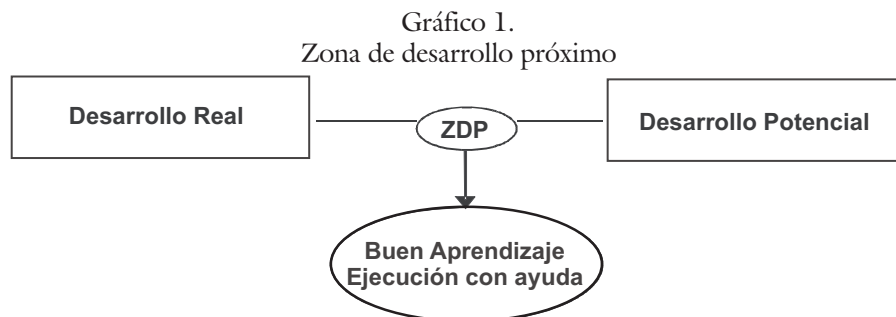 Gráfico 1.
Zona de desarrollo próximo
Desarrollo Real
ZDP
Desarrollo Potencial
Buen Aprendizaje
Ejecución con ayuda